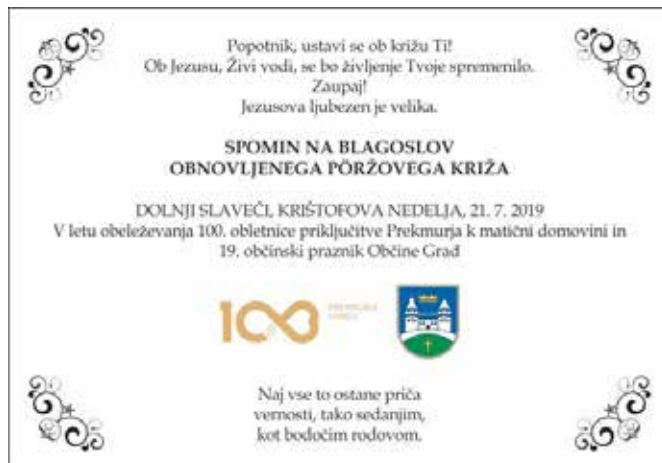 Popotnik, ustavi se ob križu Ti!
Ob Jezusu, Živi vodi, se bo življenje Tvoje spremenilo.
Zaupaj!
Jezusova ljubezen je velika.
SPOMIN NA BLAGOSLOV
OBNOVLJENEGA PÖRŽOVEGA KRIŽA
DOLNJI SLAVEČI, KRIŠTOFOVA NEDELJA, 21. 7. 2019
V letu obeleževanja 100. obletnice priključitve Prekmurja k matični domovini in
19. občinski praznik Občine Grad
100
Naj vse to ostane priča
vernosti, tako sedanjim,
kot bodočim rodovom.